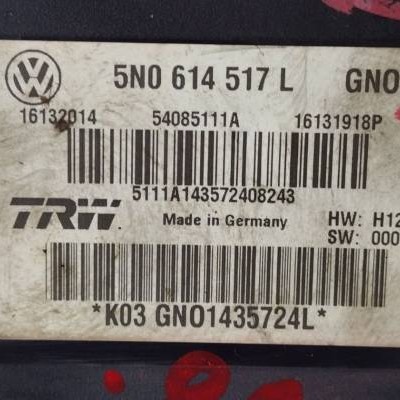 5N0 614 517 L GNO
16132014 54085111A 16131918P
5111A143572408243
TRW Made in Germany HW: H12
SW: 000
*K03 GNO1435724L*